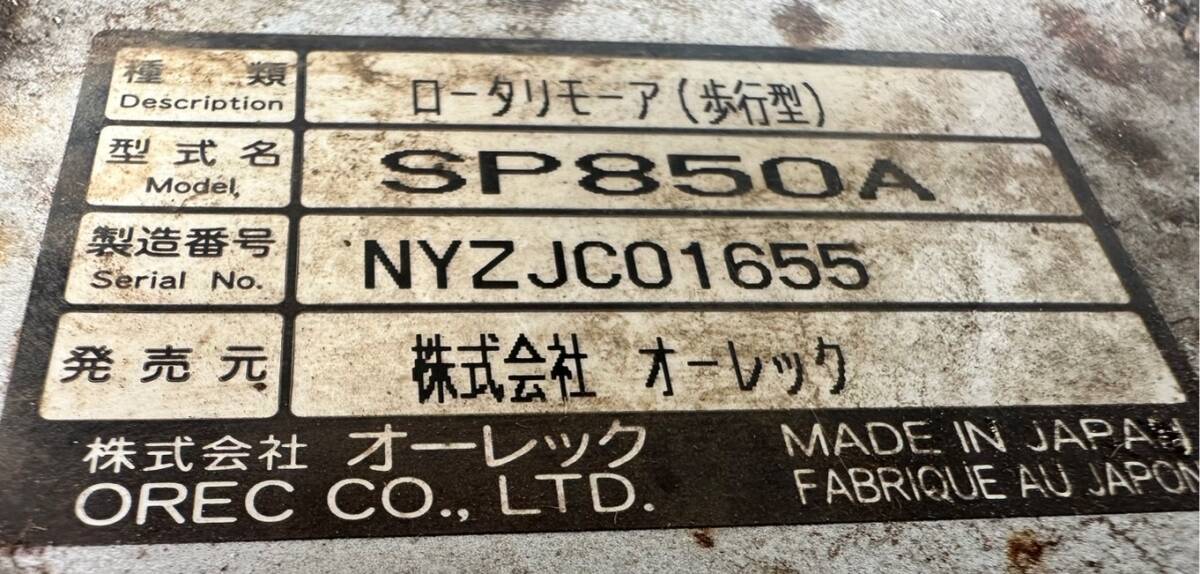 種類 ロータリモーア(歩行型)
Description
型式名 SP850A
Model
製造番号 NYZJC01655
Serial No.
発売元 株式会社 オーレック
株式会社 オーレック MADE IN JAPAN
OREC CO., LTD. FABRIQUE AU JAPON